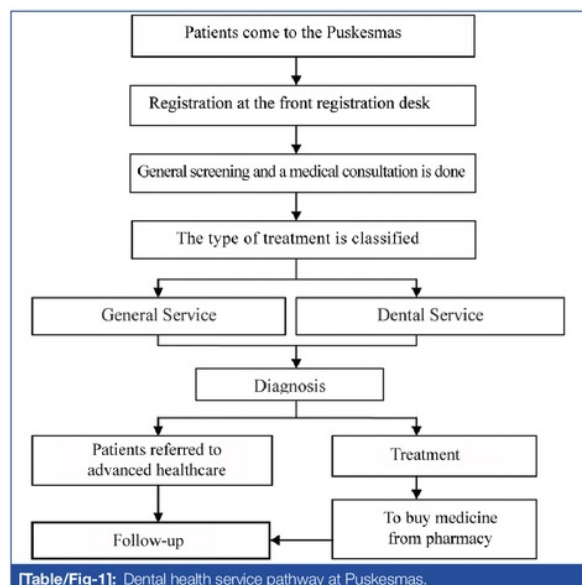 Patients come to the Puskesmas
Registration at the front registration desk
General screening and a medical consultation is done
The type of treatment is classified
General Service
Dental Service
Diagnosis
Patients referred to
advanced healthcare
Treatment
Follow-up
To buy medicine
from pharmacy
[Table/Fig-1]: Dental health service pathway at Puskesmas.